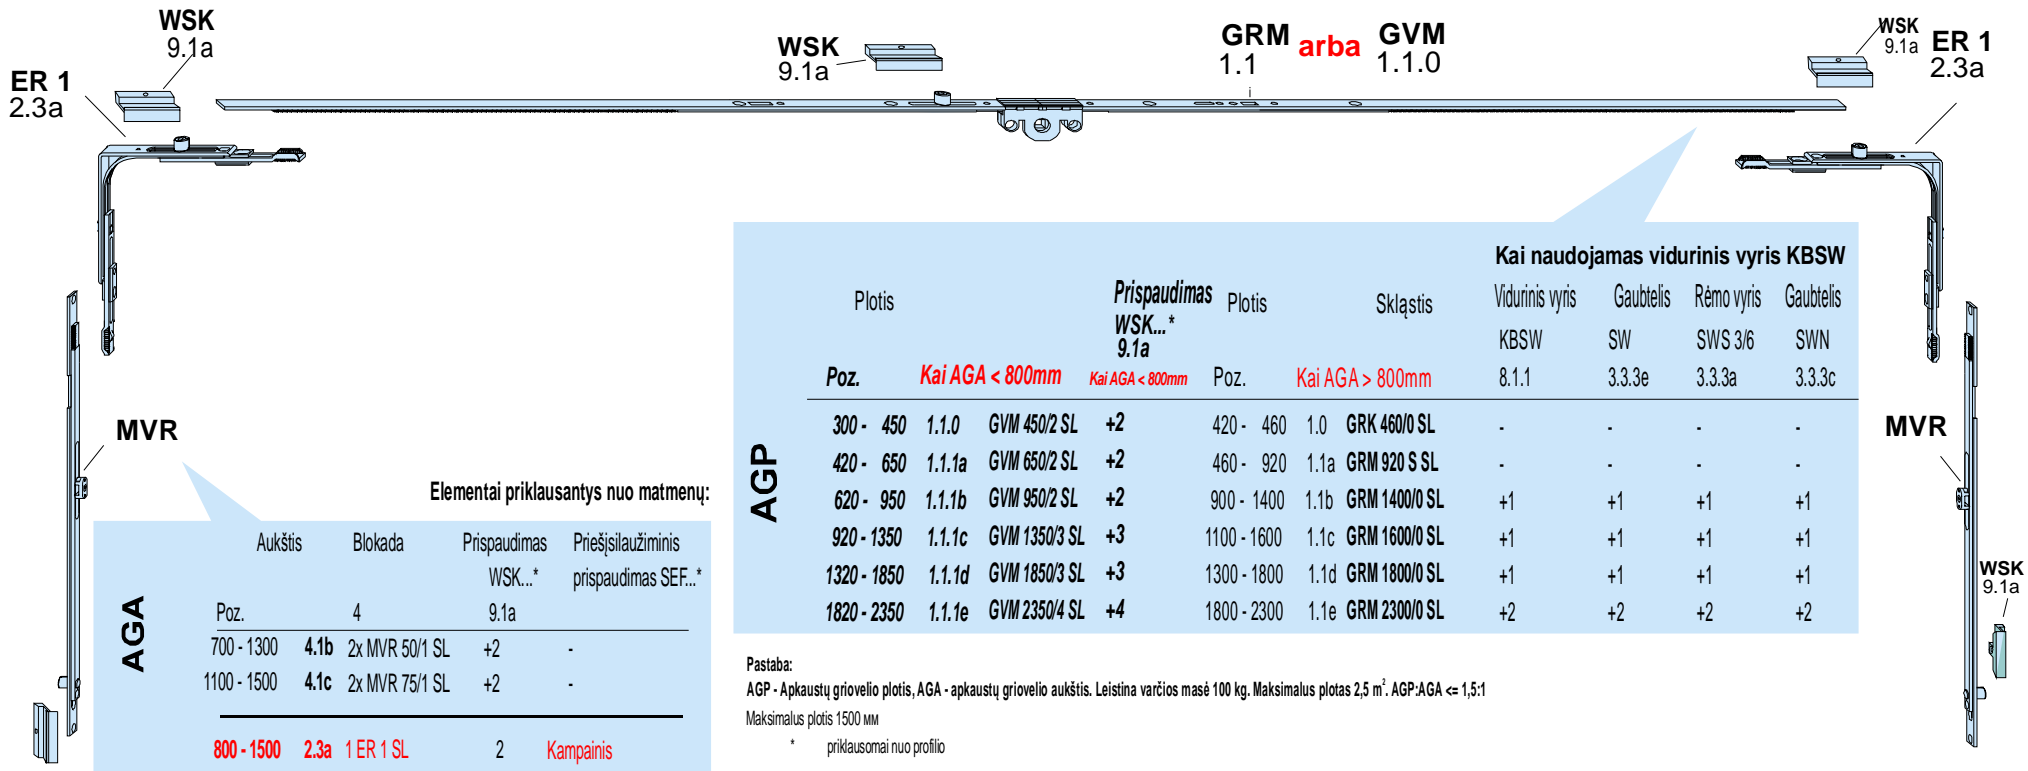 WSK
9.1a
ER 1
2.3a
WSK
9.1a
GRM arba GVM
1.1 1.1.0
WSK
9.1a
ER 1
2.3a
MVR
Elementai priklausantys nuo matmenų:
AGA
Aukštis Blokada Prispaudimas Priešįsilaužiminis
WSK...* prispaudimas SEF...*
Poz. 4 9.1a
700 - 1300 4.1b 2x MVR 50/1 SL +2 -
1100 - 1500 4.1c 2x MVR 75/1 SL +2 -
800 - 1500 2.3a 1 ER 1 SL 2 Kampainis
AGP
Kai naudojamas vidurinis vyris KBSW
Plotis Prispaudimas Plotis Skląstis Vidurinis vyris Gaubtelis Rėmo vyris Gaubtelis
WSK...* KBSW SW SWS 3/6 SWN
9.1a
Poz. Kai AGA < 800mm Kai AGA < 800mm Poz. Kai AGA > 800mm 8.1.1 3.3.3e 3.3.3a 3.3.3c
300 - 450 1.1.0 GVM 450/2 SL +2 420 - 460 1.0 GRK 460/0 SL - - - -
420 - 650 1.1.1a GVM 650/2 SL +2 460 - 920 1.1a GRM 920 S SL - - - -
620 - 950 1.1.1b GVM 950/2 SL +2 900 - 1400 1.1b GRM 1400/0 SL +1 +1 +1 +1
920 - 1350 1.1.1c GVM 1350/3 SL +3 1100 - 1600 1.1c GRM 1600/0 SL +1 +1 +1 +1
1320 - 1850 1.1.1d GVM 1850/3 SL +3 1300 - 1800 1.1d GRM 1800/0 SL +1 +1 +1 +1
1820 - 2350 1.1.1e GVM 2350/4 SL +4 1800 - 2300 1.1e GRM 2300/0 SL +2 +2 +2 +2
MVR
WSK
9.1a
Pastaba:
AGP - Apkaustų griovelio plotis, AGA - apkaustų griovelio aukštis. Leistina varčios masė 100 kg. Maksimalus plotas 2,5 m². AGP:AGA <= 1,5:1
Maksimalus plotis 1500 мм
* priklausomai nuo profilio